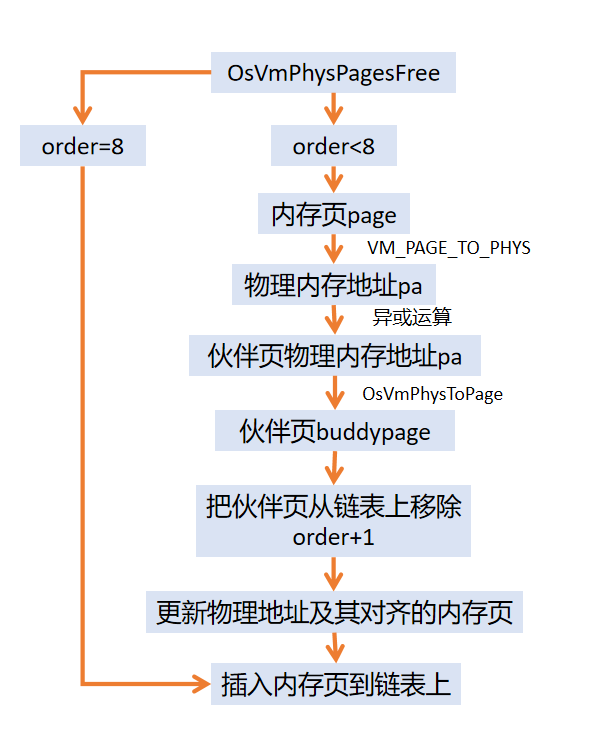 OsVmPhysPagesFree
order=8
order<8
内存页page
VM_PAGE_TO_PHYS
物理内存地址pa
异或运算
伙伴页物理内存地址pa
OsVmPhysToPage
伙伴页buddypage
把伙伴页从链表上移除
order+1
更新物理地址及其对齐的内存页
插入内存页到链表上